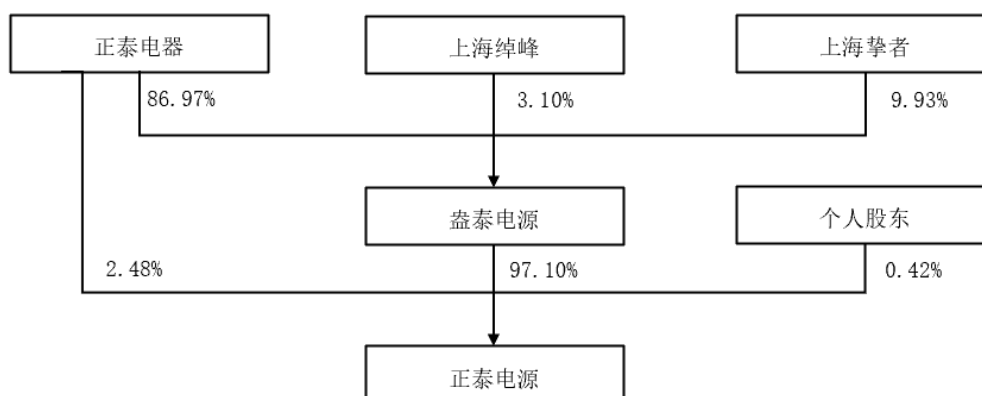 正泰电器
上海绰峰
上海挚者
86.97%
3.10%
9.93%
盎泰电源
个人股东
2.48%
97.10%
0.42%
正泰电源